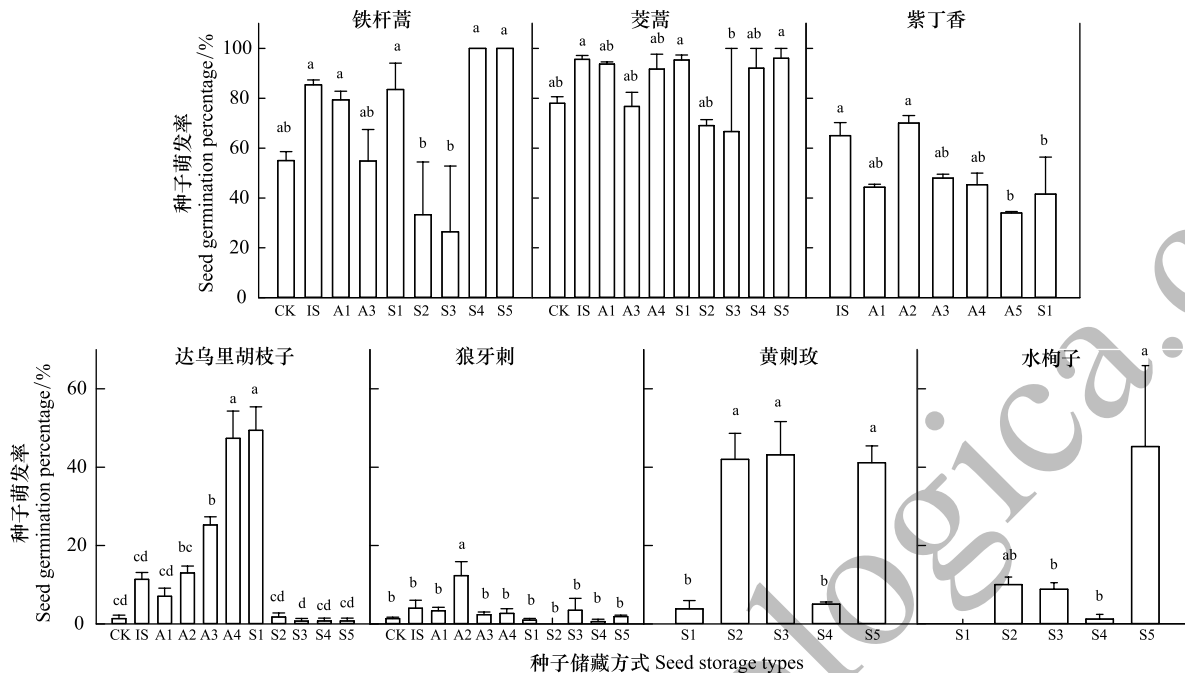 铁杆蒿
茭蒿
紫丁香
种子萌发率
Seed germination percentage/%
100
80
60
40
20
0
ab a a ab a b b a a
ab a ab ab ab a ab b ab a
a ab a ab ab b b
CK IS A1 A3 S1 S2 S3 S4 S5
CK IS A1 A3 A4 S1 S2 S3 S4 S5
IS A1 A2 A3 A4 A5 S1
达乌里胡枝子
狼牙刺
黄刺玫
水栒子
种子萌发率
Seed germination percentage/%
60
40
20
0
cd cd cd bc b a a cd d cd cd
b b b a b b b b b b b
b a a b a
ab b b a
CK IS A1 A2 A3 A4 S1 S2 S3 S4 S5
CK IS A1 A2 A3 A4 S1 S2 S3 S4 S5
S1 S2 S3 S4 S5
S1 S2 S3 S4 S5
种子储藏方式 Seed storage types